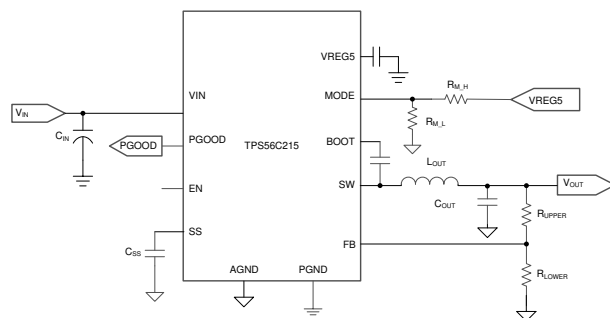 VREG5
MODE
R_M_H
VREG5
V_IN
VIN
C_IN
PGOOD
PGOOD
TPS56C215
R_M_L
BOOT
L_OUT
EN
SW
V_OUT
C_OUT
R_UPPER
SS
C_SS
FB
R_LOWER
AGND
PGND